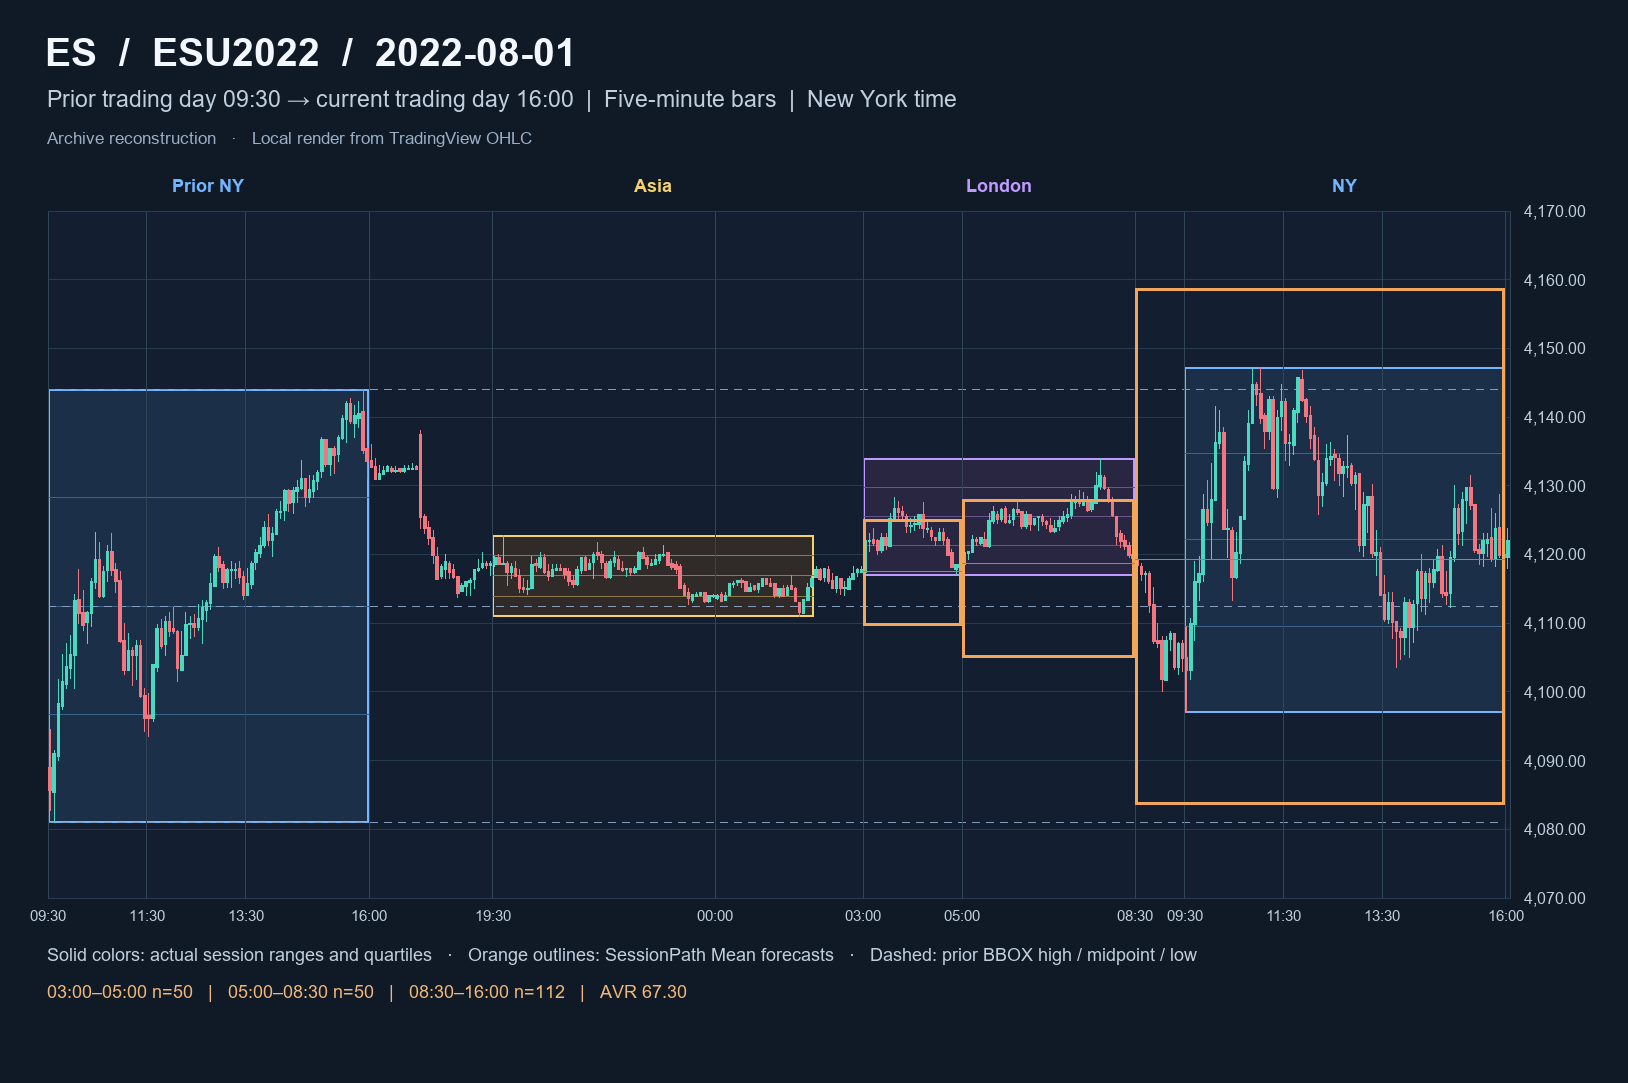 ES / ESU2022 / 2022-08-01
Prior trading day 09:30 → current trading day 16:00 | Five-minute bars | New York time
Archive reconstruction · Local render from TradingView OHLC
Prior NY Asia London NY
4,170.00
4,160.00
4,150.00
4,140.00
4,130.00
4,120.00
4,110.00
4,100.00
4,090.00
4,080.00
4,070.00
09:30 11:30 13:30 16:00 19:30 00:00 03:00 05:00 08:30 09:30 11:30 13:30 16:00
Solid colors: actual session ranges and quartiles · Orange outlines: SessionPath Mean forecasts · Dashed: prior BBOX high / midpoint / low
03:00–05:00 n=50 | 05:00–08:30 n=50 | 08:30–16:00 n=112 | AVR 67.30